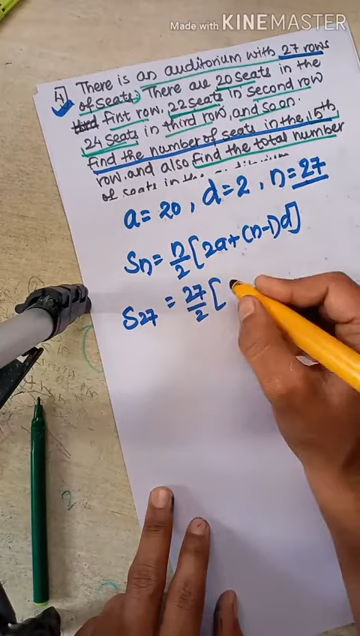 Made with KINEMASTER
4) There is an auditorium with 27 rows
of seats. There are 20 seats in the
first row, 22 seats in second row
24 seats in third row, and so on.
find the number of seats in the 15th
row and also find the total number
of seats in the auditorium
a = 20, d = 2, n = 27
Sn = n/2 [2a + (n-1)d]
S27 = 27/2 [